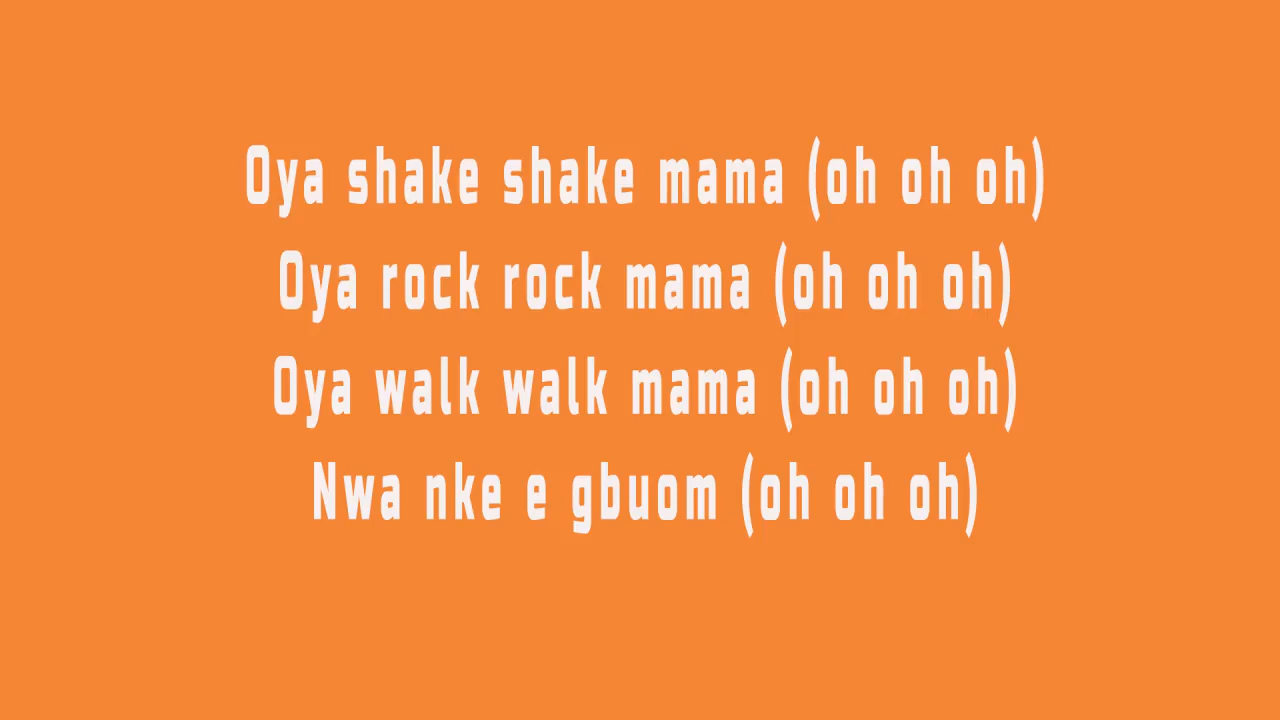 Oya shake shake mama (oh oh oh)
Oya rock rock mama (oh oh oh)
Oya walk walk mama (oh oh oh)
Nwa nke e gbuom (oh oh oh)